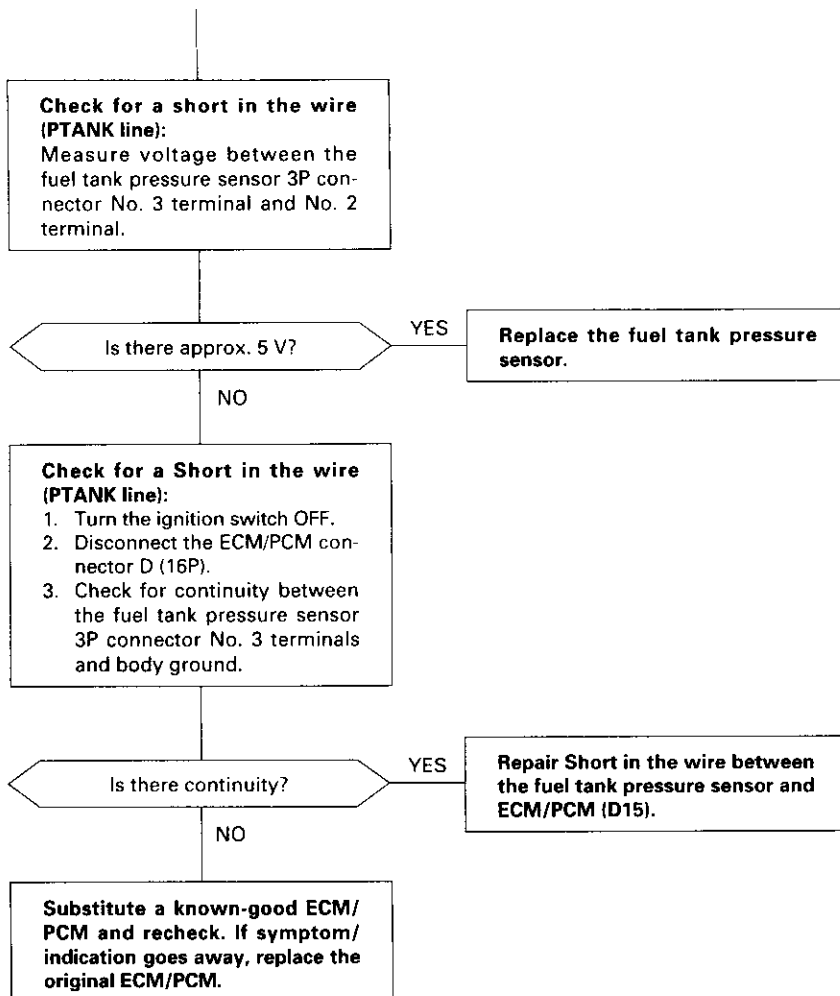 Check for a short in the wire
(PTANK line):
Measure voltage between the
fuel tank pressure sensor 3P con-
nector No. 3 terminal and No. 2
terminal.
Is there approx. 5 V?
YES
Replace the fuel tank pressure
sensor.
NO
Check for a Short in the wire
(PTANK line):
1. Turn the ignition switch OFF.
2. Disconnect the ECM/PCM con-
nector D (16P).
3. Check for continuity between
the fuel tank pressure sensor
3P connector No. 3 terminals
and body ground.
Is there continuity?
YES
Repair Short in the wire between
the fuel tank pressure sensor and
ECM/PCM (D15).
NO
Substitute a known-good ECM/
PCM and recheck. If symptom/
indication goes away, replace the
original ECM/PCM.